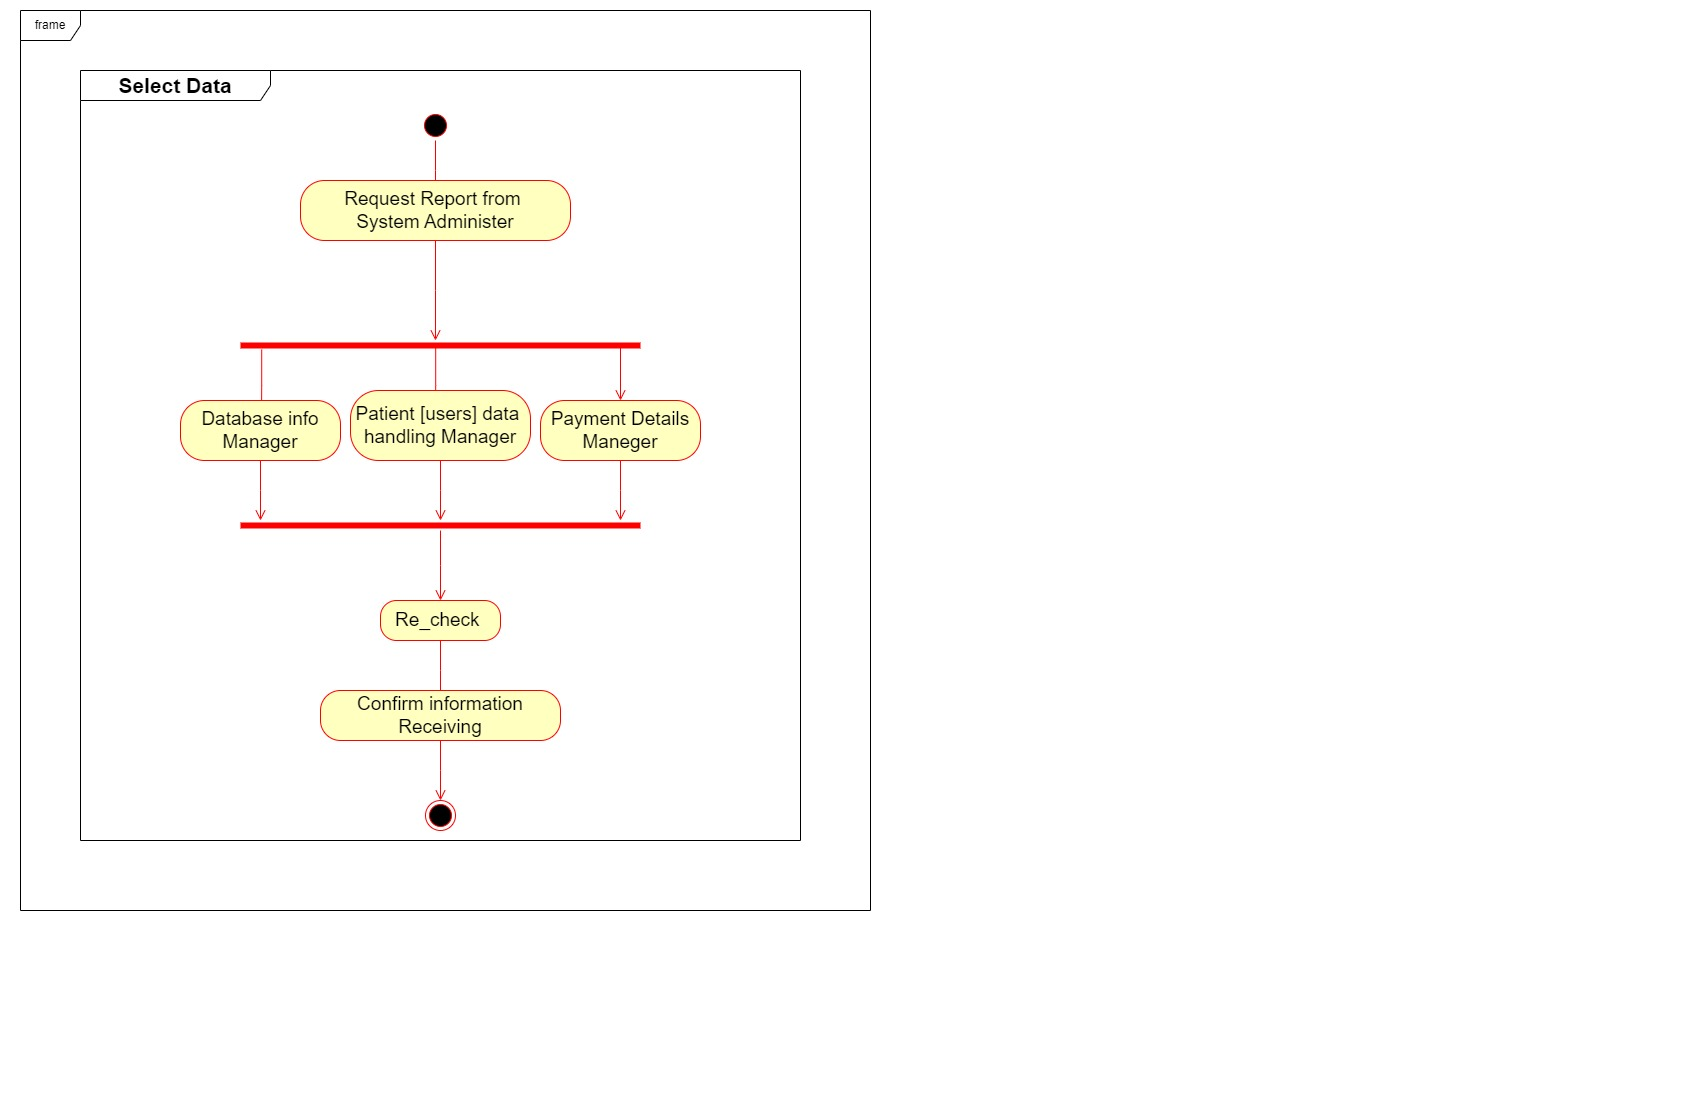 frame
Select Data
Request Report from
System Administer
Database info
Manager
Patient [users] data
handling Manager
Payment Details
Maneger
Re_check
Confirm information
Receiving